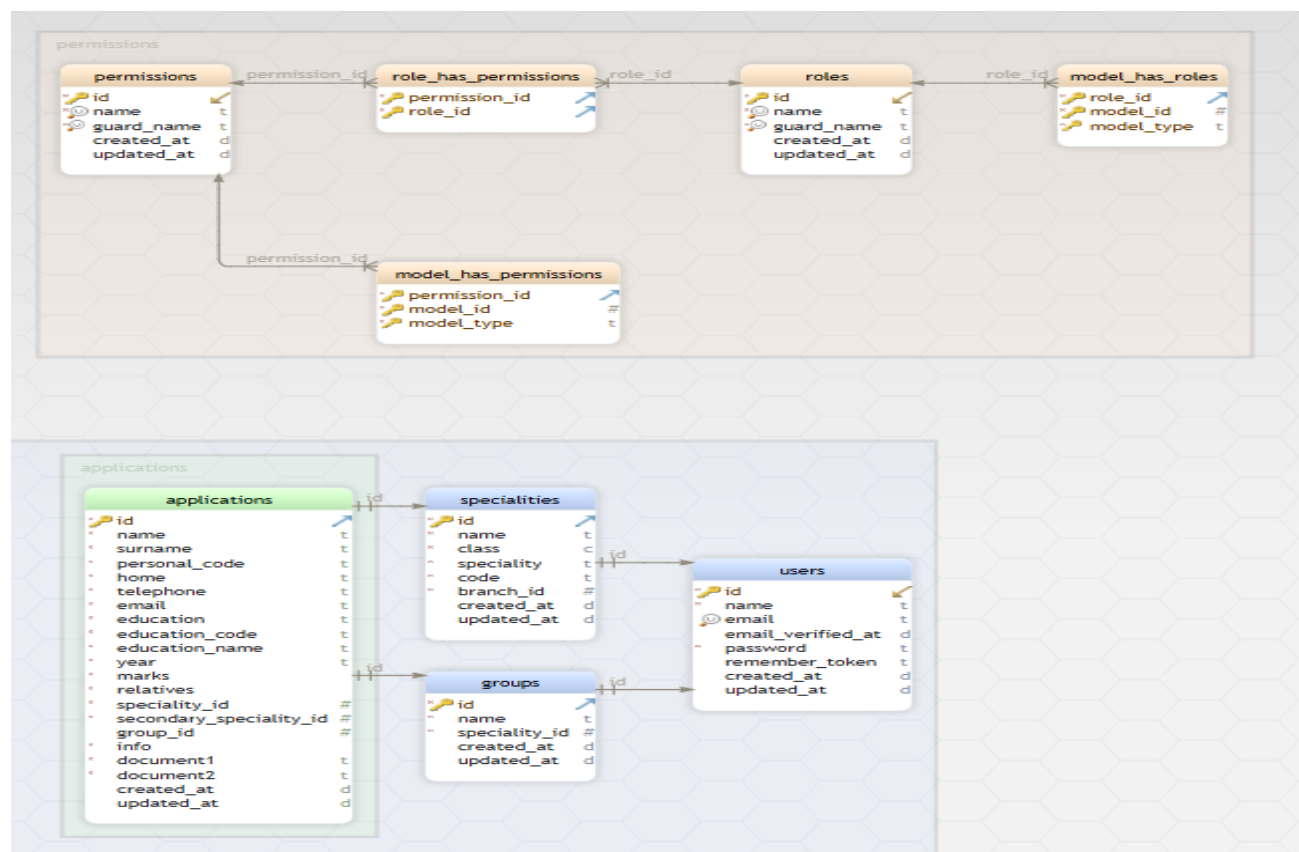 permissions
permissions
id
name t
guard_name t
created_at d
updated_at d
permission_id
role_has_permissions
permission_id
role_id
role_id
roles
id
name t
guard_name t
created_at d
updated_at d
role_id
model_has_roles
role_id
model_id #
model_type t
permission_id
model_has_permissions
permission_id
model_id #
model_type t
applications
applications
id
name t
surname t
personal_code t
home t
telephone t
email t
education t
education_code t
education_name t
year t
marks
relatives
speciality_id #
secondary_speciality_id #
group_id #
info
document1 t
document2 t
created_at d
updated_at d
id
specialities
id
name t
class c
speciality t
code t
branch_id #
created_at d
updated_at d
id
groups
id
name t
speciality_id #
created_at d
updated_at d
id
id
users
id
name t
email t
email_verified_at d
password t
remember_token t
created_at d
updated_at d